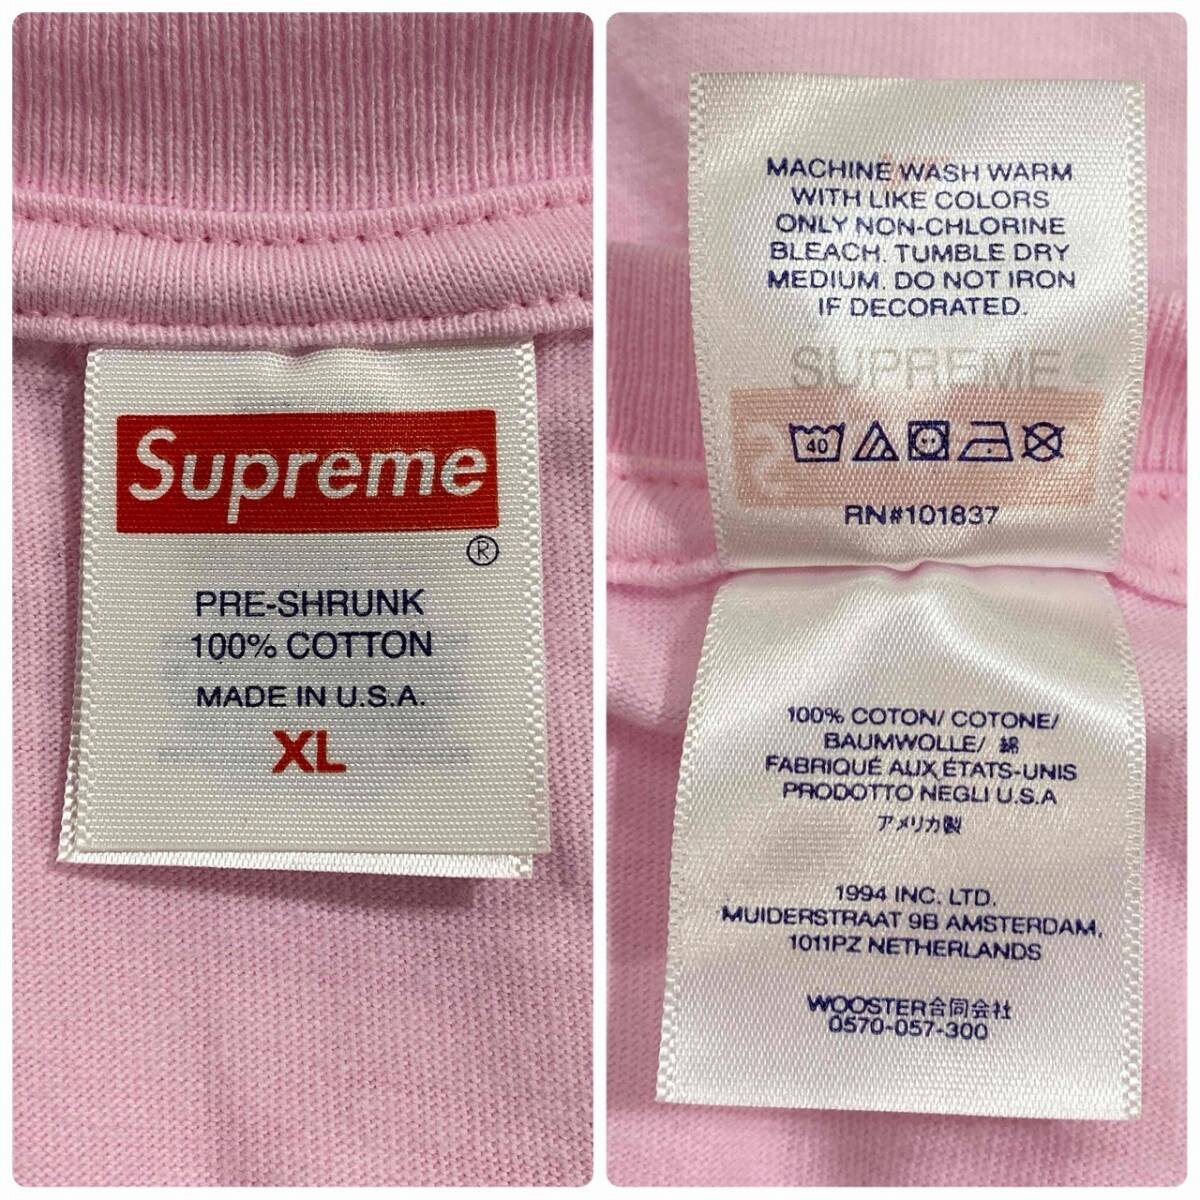 Supreme
®
PRE-SHRUNK
100% COTTON
MADE IN U.S.A.
XL
MACHINE WASH WARM
WITH LIKE COLORS
ONLY NON-CHLORINE
BLEACH. TUMBLE DRY
MEDIUM. DO NOT IRON
IF DECORATED.
SUPREME
40
RN#101837
100% COTON/ COTONE/
BAUMWOLLE/ 綿
FABRIQUÉ AUX ÉTATS-UNIS
PRODOTTO NEGLI U.S.A
アメリカ製
1994 INC. LTD.
MUIDERSTRAAT 9B AMSTERDAM,
1011PZ NETHERLANDS
WOOSTER合同会社
0570-057-300